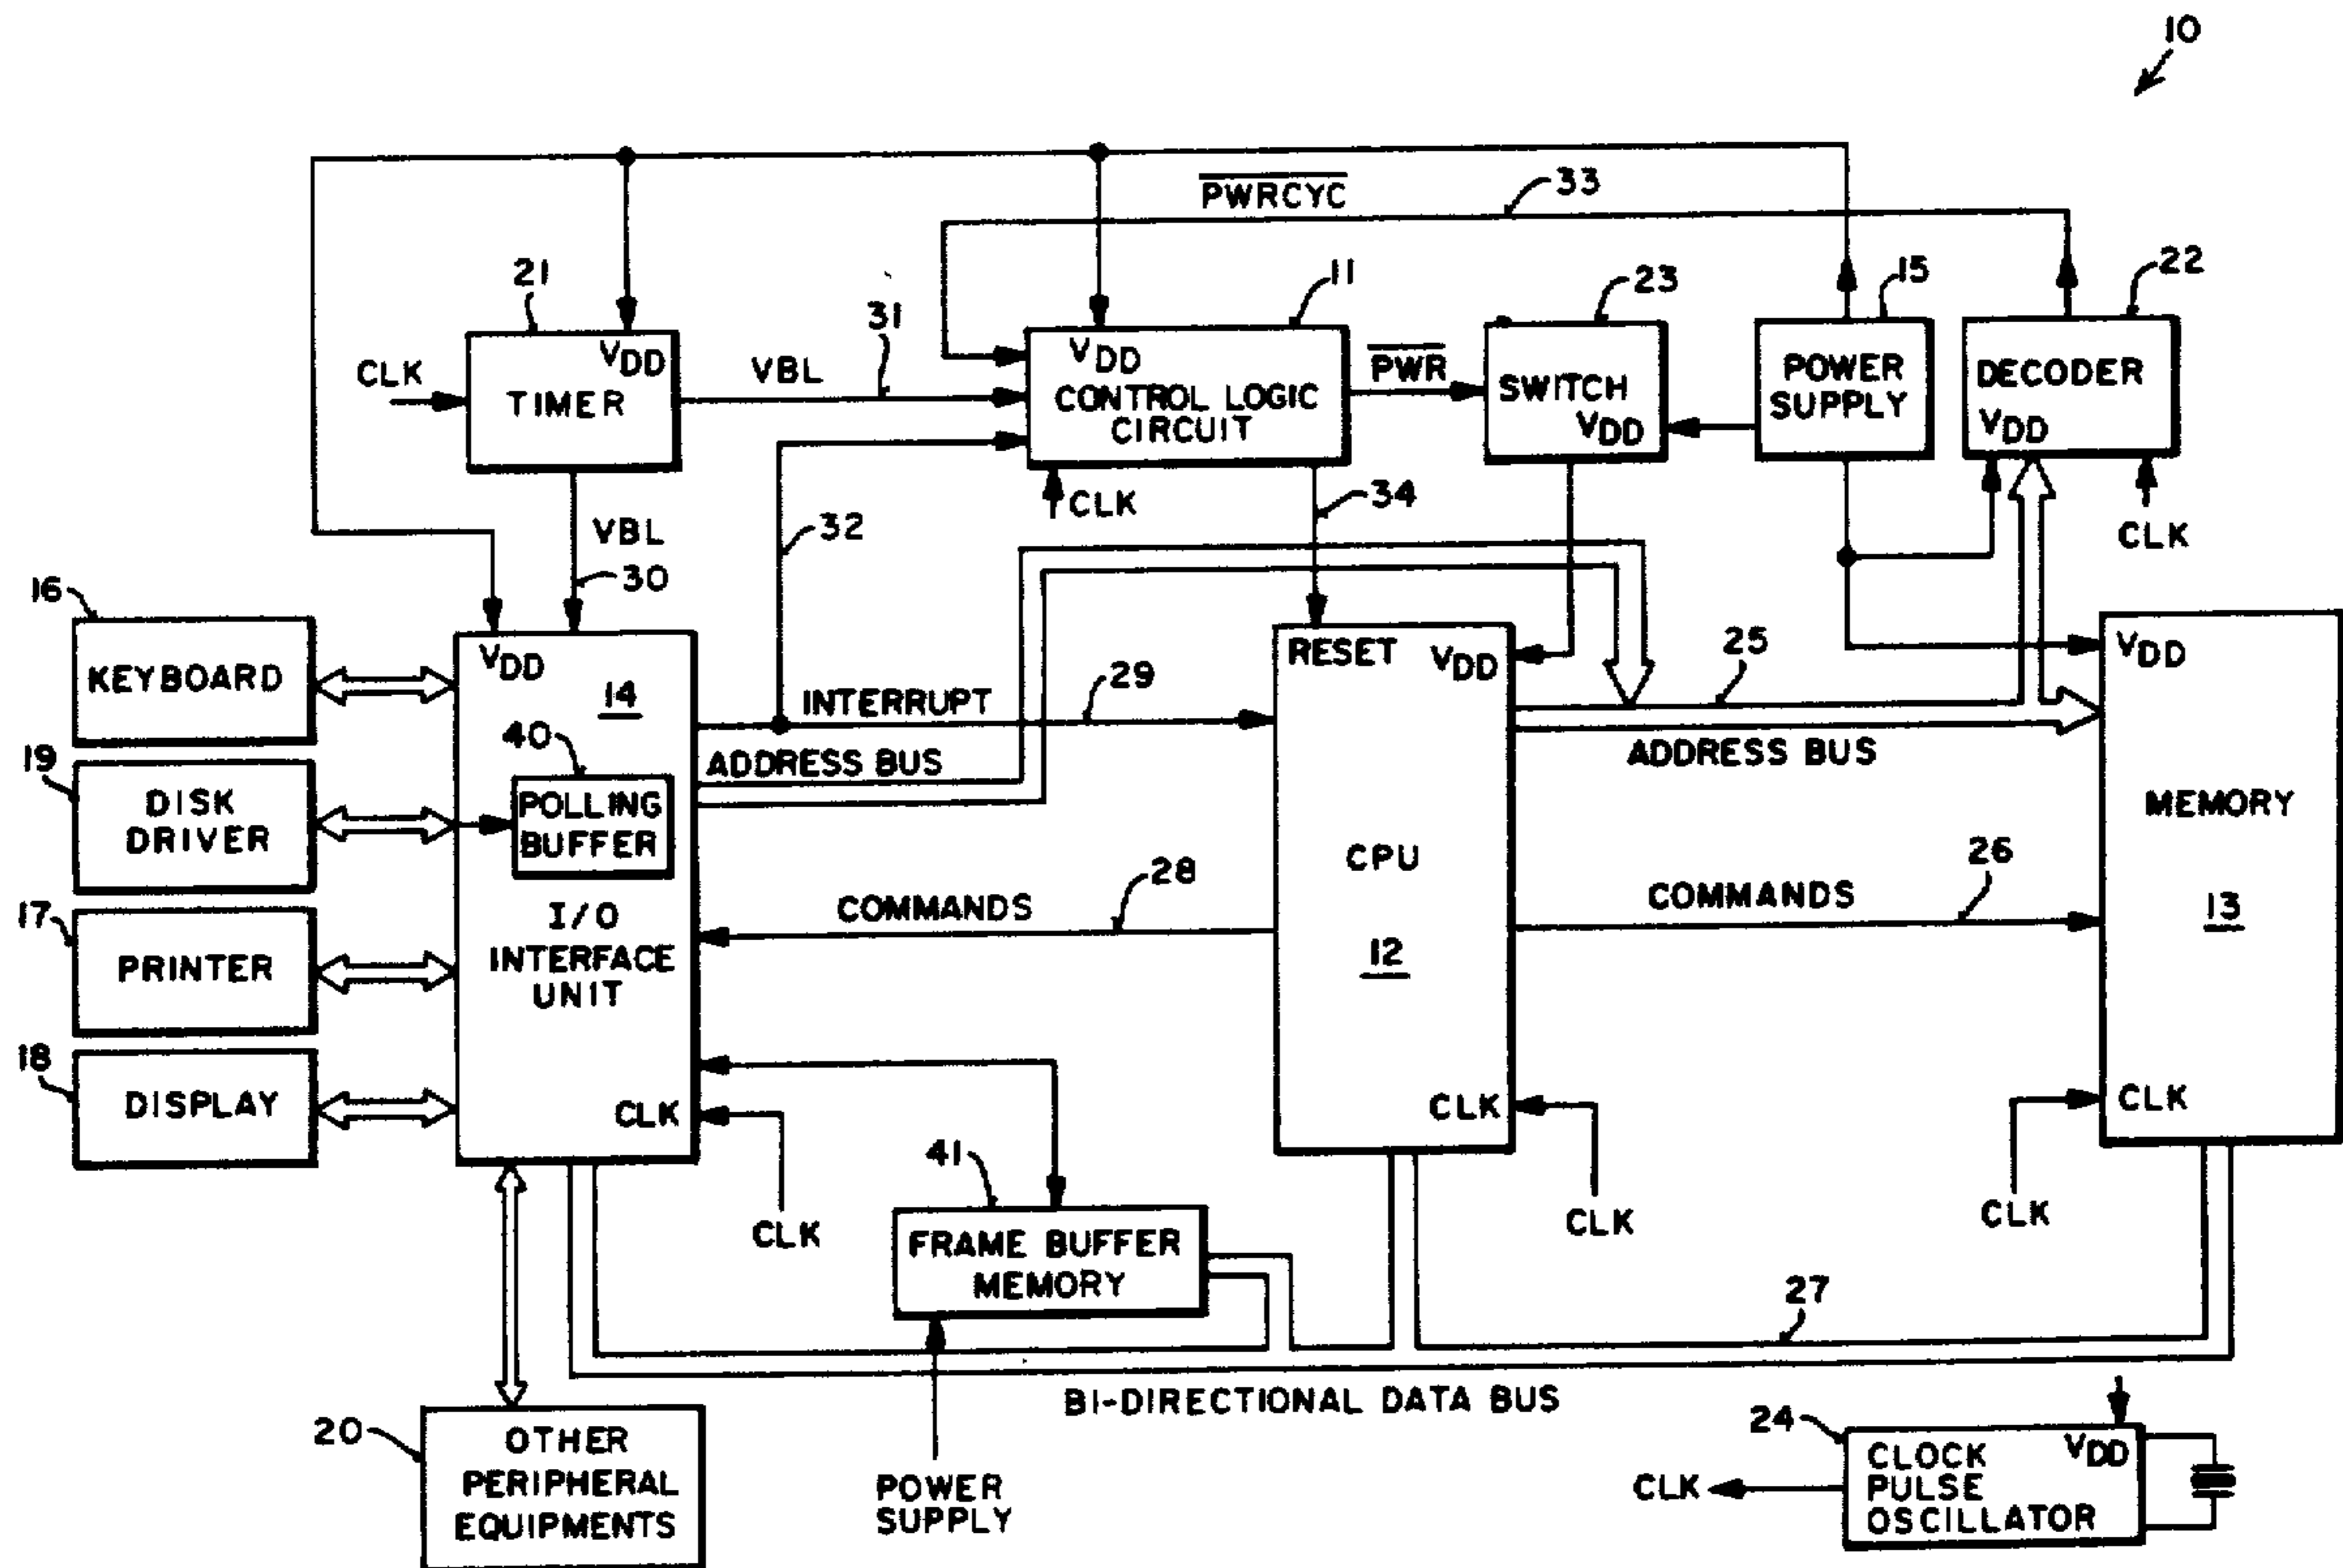 10
PWRCYC
33
21
31
11
23
15
22
CLK
VDD
TIMER
VBL
VDD
CONTROL LOGIC
CIRCUIT
PWR
SWITCH
VDD
POWER
SUPPLY
DECODER
VDD
CLK
34
CLK
VBL
30
32
16
KEYBOARD
VDD
14
INTERRUPT
29
RESET
VDD
25
VDD
19
DISK
DRIVER
40
POLLING
BUFFER
ADDRESS BUS
ADDRESS BUS
MEMORY
13
CPU
12
COMMANDS
28
COMMANDS
26
17
PRINTER
I/O
INTERFACE
UNIT
18
DISPLAY
CLK
CLK
CLK
CLK
CLK
CLK
41
FRAME BUFFER
MEMORY
27
BI-DIRECTIONAL DATA BUS
20
OTHER
PERIPHERAL
EQUIPMENTS
POWER
SUPPLY
24
CLK
CLOCK
PULSE
OSCILLATOR
VDD